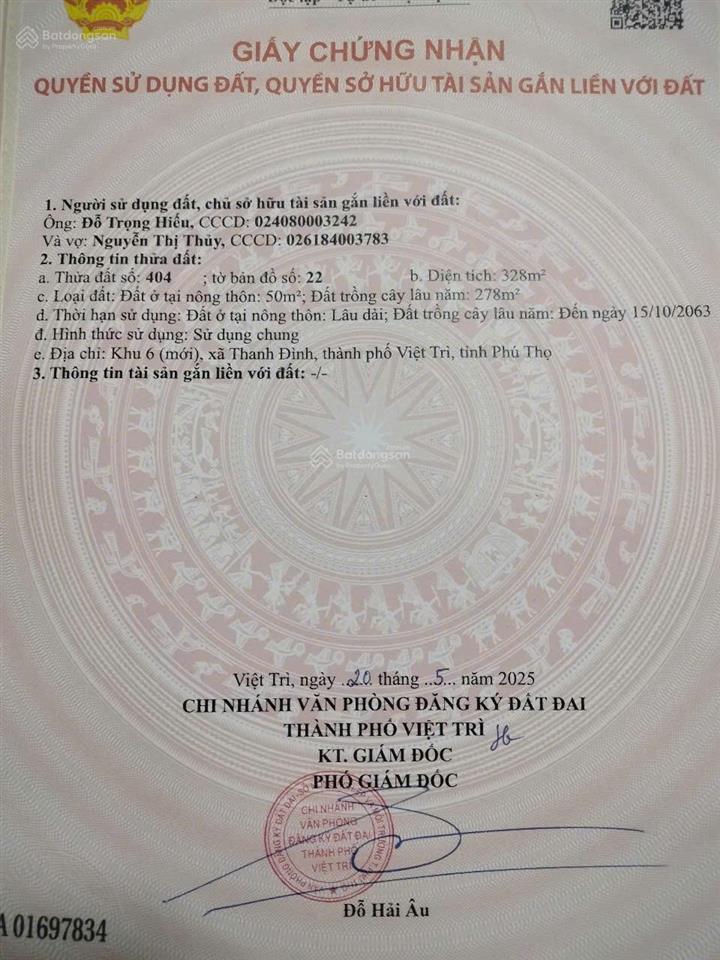 Batdongsan
by PropertyGuru
GIẤY CHỨNG NHẬN
QUYỀN SỬ DỤNG ĐẤT, QUYỀN SỞ HỮU TÀI SẢN GẮN LIỀN VỚI ĐẤT
1. Người sử dụng đất, chủ sở hữu tài sản gắn liền với đất:
Ông: Đỗ Trọng Hiếu, CCCD: 024080003242
Và vợ: Nguyễn Thị Thủy, CCCD: 026184003783
2. Thông tin thửa đất:
a. Thửa đất số: 404 ; tờ bản đồ số: 22 b. Diện tích: 328m²
c. Loại đất: Đất ở tại nông thôn: 50m²; Đất trồng cây lâu năm: 278m²
d. Thời hạn sử dụng: Đất ở tại nông thôn: Lâu dài; Đất trồng cây lâu năm: Đến ngày 15/10/2063
đ. Hình thức sử dụng: Sử dụng chung
e. Địa chỉ: Khu 6 (mới), xã Thanh Đình, thành phố Việt Trì, tỉnh Phú Thọ
3. Thông tin tài sản gắn liền với đất: -/-
Batdongsan
by PropertyGuru
Việt Trì, ngày 20 tháng ..5... năm 2025
CHI NHÁNH VĂN PHÒNG ĐĂNG KÝ ĐẤT ĐAI
THÀNH PHỐ VIỆT TRÌ
KT. GIÁM ĐỐC
PHÓ GIÁM ĐỐC
CHI NHÁNH
VĂN PHÒNG
ĐĂNG KÝ ĐẤT ĐAI
THÀNH PHỐ
VIỆT TRÌ
Đỗ Hải Âu
A 01697834